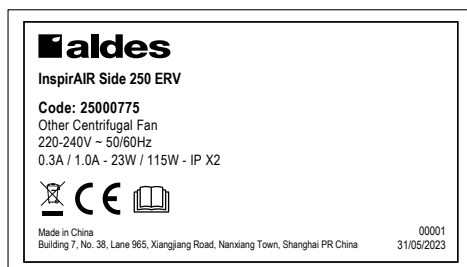 aldes
InspirAIR Side 250 ERV
Code: 25000775
Other Centrifugal Fan
220-240V ~ 50/60Hz
0.3A / 1.0A - 23W / 115W - IP X2
CE
Made in China
Building 7, No. 38, Lane 965, Xiangjiang Road, Nanxiang Town, Shanghai PR China
00001
31/05/2023